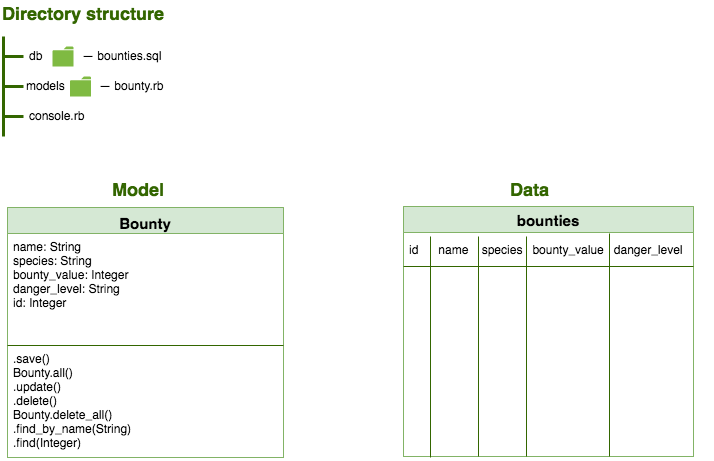 Directory structure
db — bounties.sql
models — bounty.rb
console.rb
Model
Bounty
name: String
species: String
bounty_value: Integer
danger_level: String
id: Integer
.save()
Bounty.all()
.update()
.delete()
Bounty.delete_all()
.find_by_name(String)
.find(Integer)
Data
bounties
id name species bounty_value danger_level